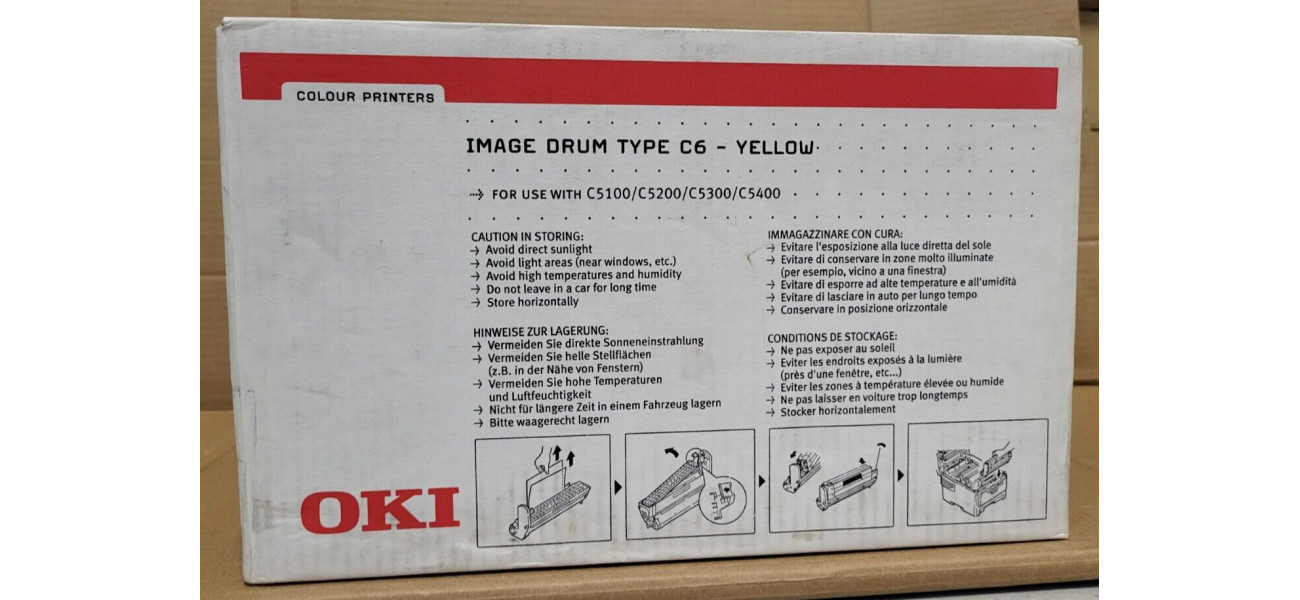 COLOUR PRINTERS
IMAGE DRUM TYPE C6 - YELLOW
FOR USE WITH C5100/C5200/C5300/C5400
CAUTION IN STORING:
→ Avoid direct sunlight
→ Avoid light areas (near windows, etc.)
→ Avoid high temperatures and humidity
→ Do not leave in a car for long time
→ Store horizontally
HINWEISE ZUR LAGERUNG:
→ Vermeiden Sie direkte Sonneneinstrahlung
→ Vermeiden Sie helle Stellflächen
(z.B. in der Nähe von Fenstern)
→ Vermeiden Sie hohe Temperaturen
und Luftfeuchtigkeit
→ Nicht für längere Zeit in einem Fahrzeug lagern
→ Bitte waagerecht lagern
IMMAGAZZINARE CON CURA:
→ Evitare l'esposizione alla luce diretta del sole
→ Evitare di conservare in zone molto illuminate
(per esempio, vicino a una finestra)
→ Evitare di esporre ad alte temperature e all'umidità
→ Evitare di lasciare in auto per lungo tempo
→ Conservare in posizione orizzontale
CONDITIONS DE STOCKAGE:
→ Ne pas exposer au soleil
→ Eviter les endroits exposés à la lumière
(près d'une fenêtre, etc...)
→ Eviter les zones à température élevée ou humide
→ Ne pas laisser en voiture trop longtemps
→ Stocker horizontalement
OKI